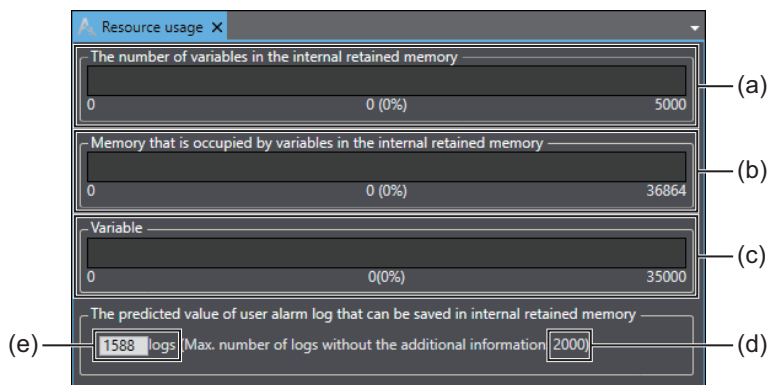 Resource usage
The number of variables in the internal retained memory
0 0 (0%) 5000
(a)
Memory that is occupied by variables in the internal retained memory
0 0 (0%) 36864
(b)
Variable
0 0(0%) 35000
(c)
The predicted value of user alarm log that can be saved in internal retained memory
(e) 1588 logs (Max. number of logs without the additional information 2000) (d)